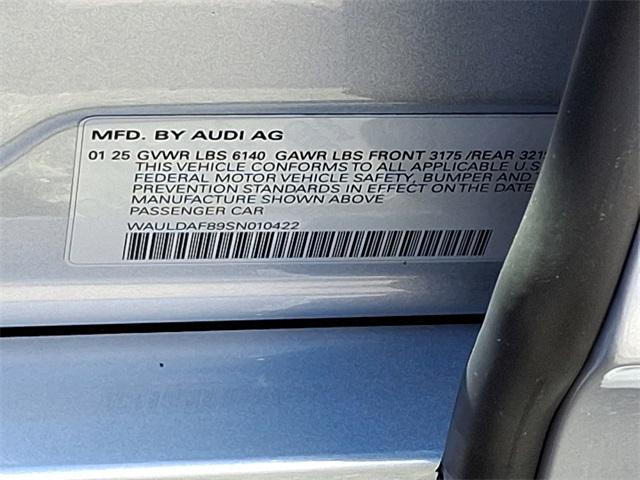 MFD. BY AUDI AG
01 25 GVWR LBS 6140 GAWR LBS FRONT 3175 /REAR 321
THIS VEHICLE CONFORMS TO ALL APPLICABLE U.S
FEDERAL MOTOR VEHICLE SAFETY, BUMPER AND
PREVENTION STANDARDS IN EFFECT ON THE DATE
MANUFACTURE SHOWN ABOVE
PASSENGER CAR
WAULDAF89SN010422